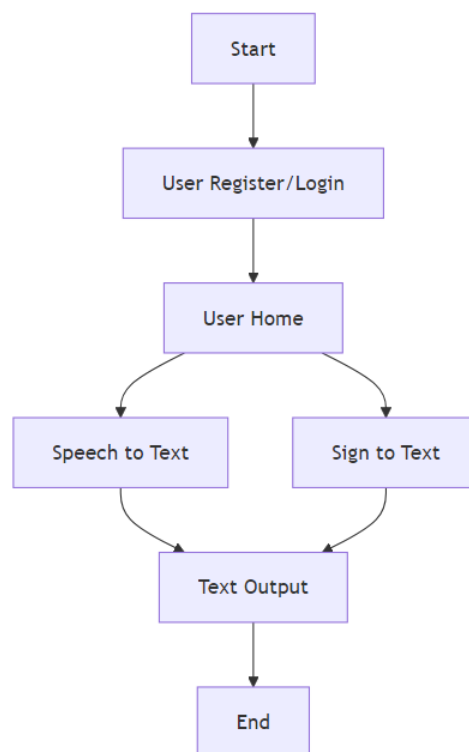 Start
User Register/Login
User Home
Speech to Text
Sign to Text
Text Output
End